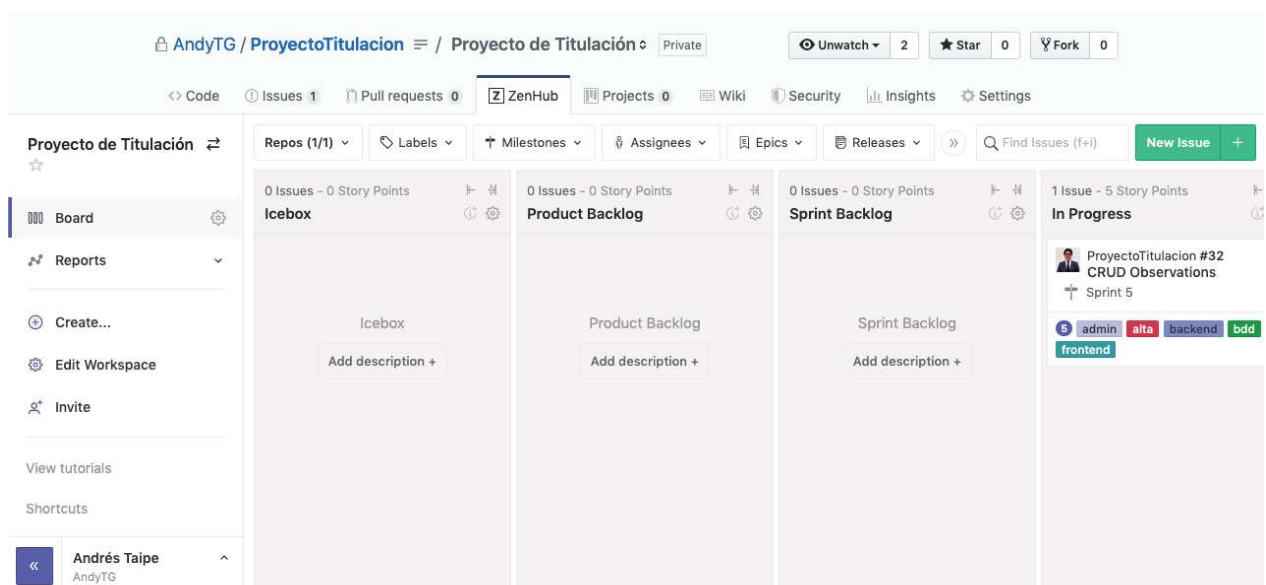 AndyTG / ProyectoTitulacion / Proyecto de Titulación Private
Unwatch 2 Star 0 Fork 0
Code Issues 1 Pull requests 0 Z ZenHub Projects 0 Wiki Security Insights Settings
Proyecto de Titulación
Repos (1/1) Labels Milestones Assignees Epics Releases » Find Issues (f+i) New Issue +
Board
Reports
Create...
Edit Workspace
Invite
View tutorials
Shortcuts
« Andrés Taipe
AndyTG
0 Issues - 0 Story Points
Icebox
Icebox
Add description +
0 Issues - 0 Story Points
Product Backlog
Product Backlog
Add description +
0 Issues - 0 Story Points
Sprint Backlog
Sprint Backlog
Add description +
1 Issue - 5 Story Points
In Progress
ProyectoTitulacion #32
CRUD Observations
Sprint 5
5 admin alta backend bdd
frontend